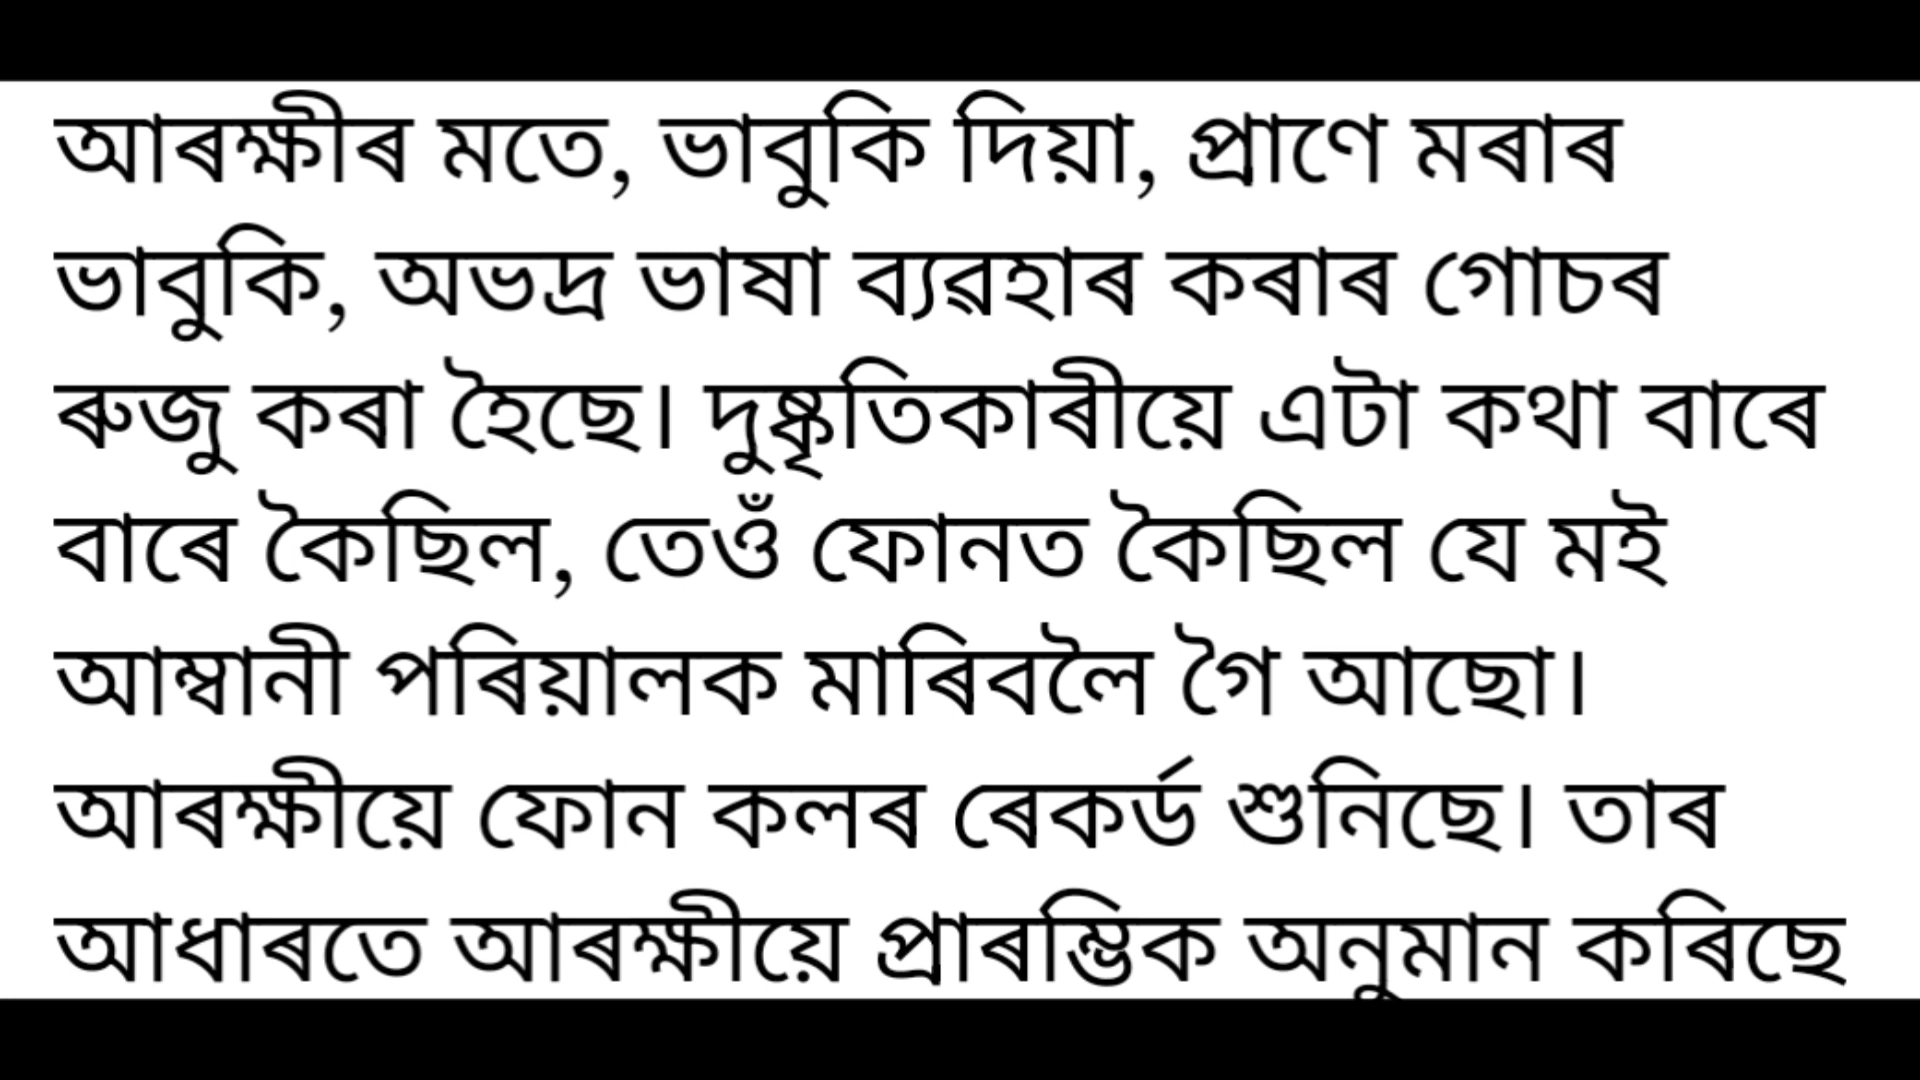 আৰক্ষীৰ মতে, ভাবুকি দিয়া, প্ৰাণে মৰাৰ
ভাবুকি, অভদ্ৰ ভাষা ব্যৱহাৰ কৰাৰ গোচৰ
ৰুজু কৰা হৈছে। দুষ্কৃতিকাৰীয়ে এটা কথা বাৰে
বাৰে কৈছিল, তেওঁ ফোনত কৈছিল যে মই
আম্বানী পৰিয়ালক মাৰিবলৈ গৈ আছো।
আৰক্ষীয়ে ফোন কলৰ ৰেকৰ্ড শুনিছে। তাৰ
আধাৰতে আৰক্ষীয়ে প্ৰাৰম্ভিক অনুমান কৰিছে